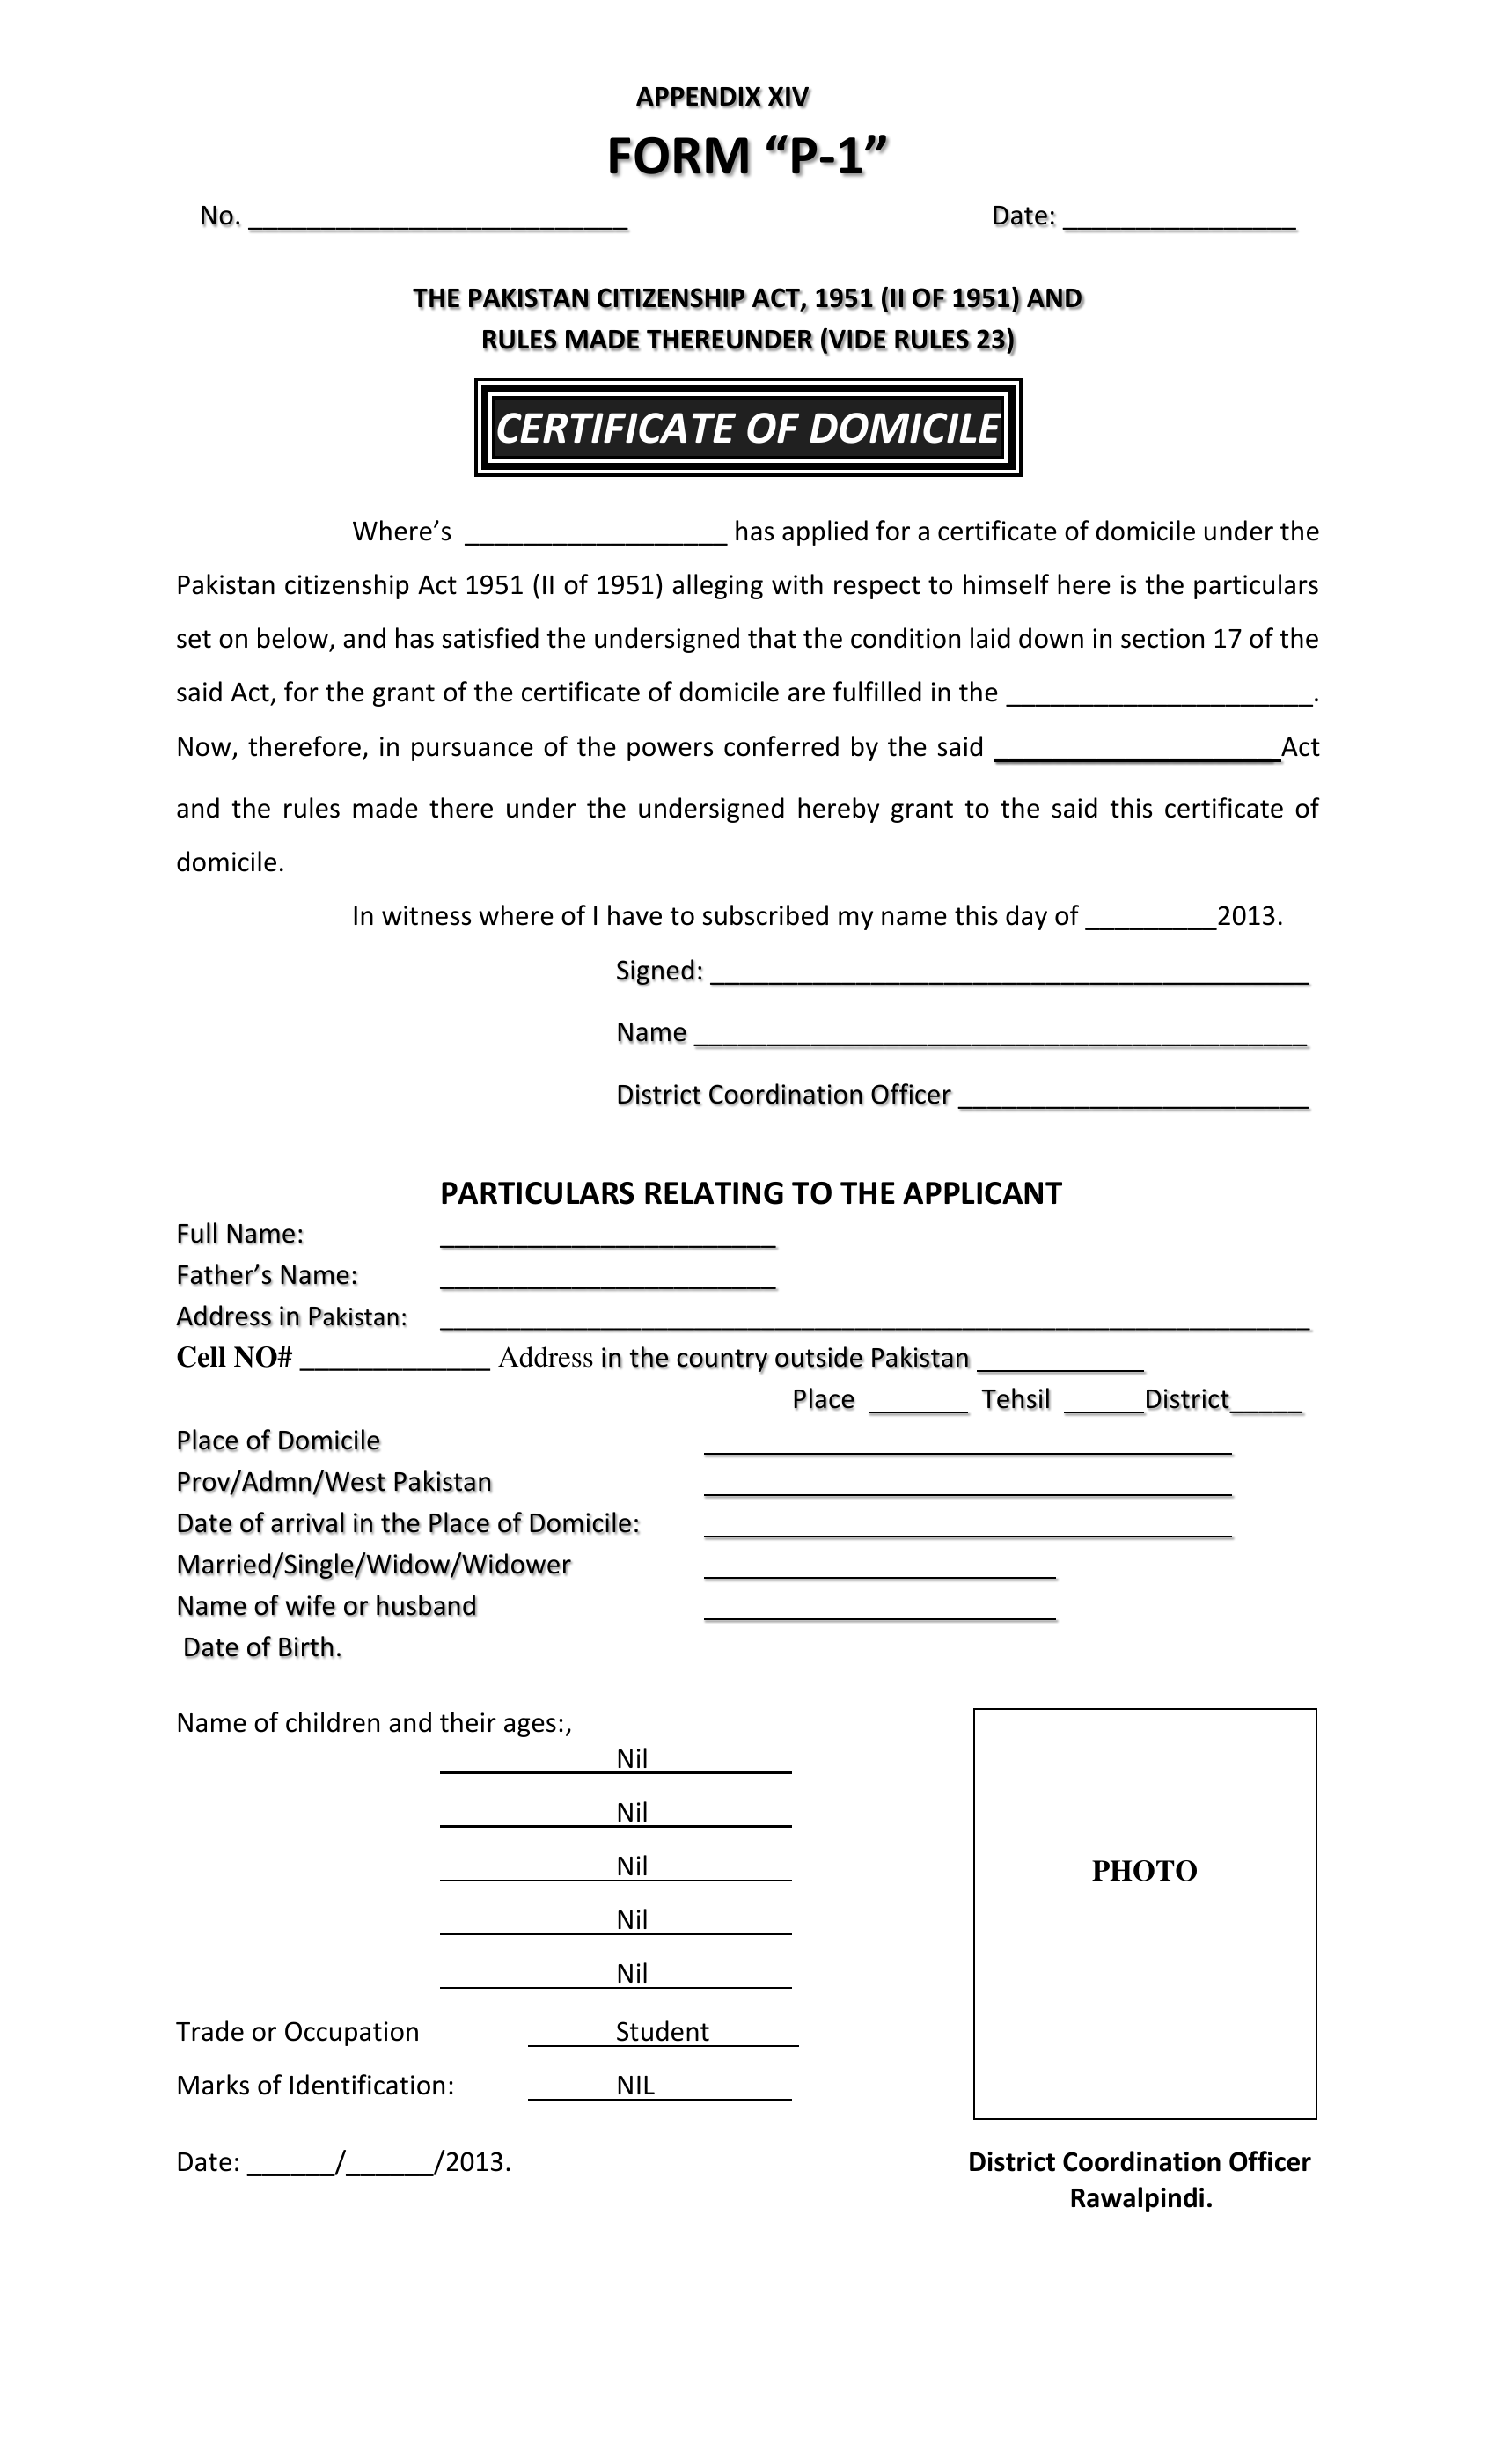 APPENDIX XIV
FORM “P-1”
No. __________________________ Date: ________________
THE PAKISTAN CITIZENSHIP ACT, 1951 (II OF 1951) AND
RULES MADE THEREUNDER (VIDE RULES 23)
CERTIFICATE OF DOMICILE
Where’s __________________ has applied for a certificate of domicile under the
Pakistan citizenship Act 1951 (II of 1951) alleging with respect to himself here is the particulars
set on below, and has satisfied the undersigned that the condition laid down in section 17 of the
said Act, for the grant of the certificate of domicile are fulfilled in the _____________________.
Now, therefore, in pursuance of the powers conferred by the said ___________________Act
and the rules made there under the undersigned hereby grant to the said this certificate of
domicile.
In witness where of I have to subscribed my name this day of _________2013.
Signed: _________________________________________
Name __________________________________________
District Coordination Officer ________________________
PARTICULARS RELATING TO THE APPLICANT
Full Name: _______________________
Father’s Name: _______________________
Address in Pakistan: ____________________________________________________________
Cell NO# _____________ Address in the country outside Pakistan ____________
Place _______ Tehsil ______District_____
Place of Domicile ____________________________________
Prov/Admn/West Pakistan ____________________________________
Date of arrival in the Place of Domicile: ____________________________________
Married/Single/Widow/Widower ________________________
Name of wife or husband ________________________
Date of Birth.
Name of children and their ages:,
Nil
Nil
Nil
Nil
Nil
PHOTO
Trade or Occupation Student
Marks of Identification: NIL
Date: ______/______/2013. District Coordination Officer
Rawalpindi.